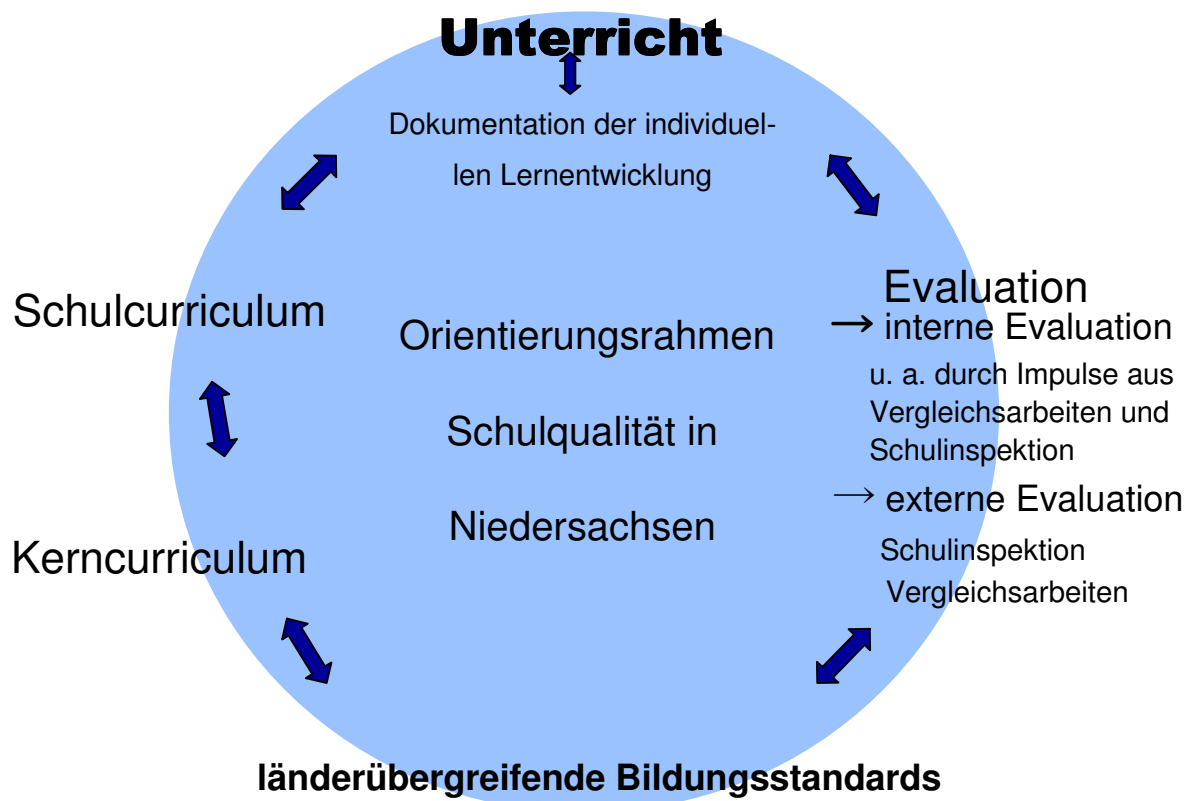 Unterricht
Dokumentation der individuel-
len Lernentwicklung
Schulcurriculum
Kerncurriculum
Orientierungsrahmen
Schulqualität in
Niedersachsen
Evaluation
→ interne Evaluation
u. a. durch Impulse aus
Vergleichsarbeiten und
Schulinspektion
→ externe Evaluation
Schulinspektion
Vergleichsarbeiten
länderübergreifende Bildungsstandards